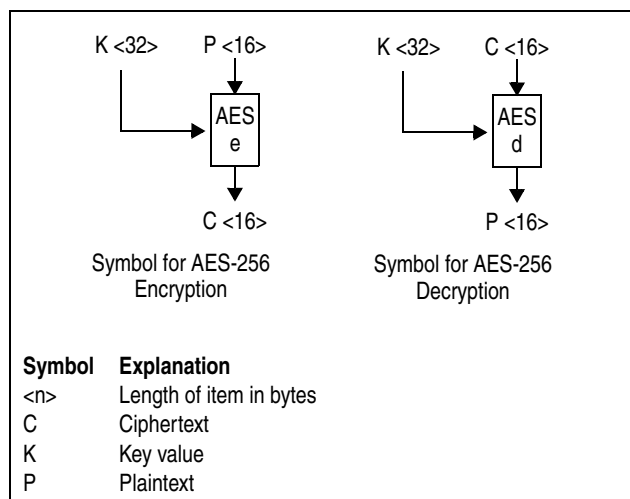 K <32> P <16>
AES
e
C <16>
Symbol for AES-256
Encryption
K <32> C <16>
AES
d
P <16>
Symbol for AES-256
Decryption
Symbol Explanation
<n> Length of item in bytes
C Ciphertext
K Key value
P Plaintext